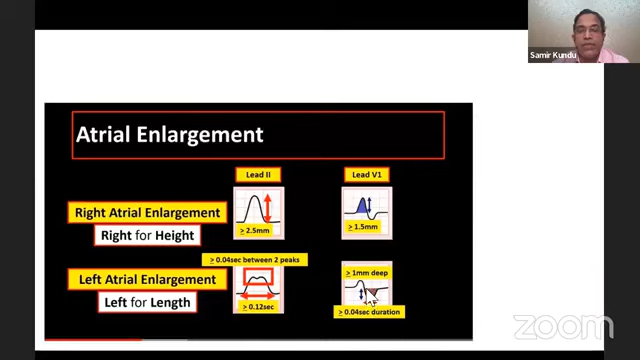 Samir Kundu
Atrial Enlargement
Lead II
Lead V1
Right Atrial Enlargement
Right for Height
≥ 2.5mm
≥ 1.5mm
≥ 0.04sec between 2 peaks
Left Atrial Enlargement
Left for Length
≥ 0.12sec
≥ 1mm deep
≥ 0.04sec duration
zoom